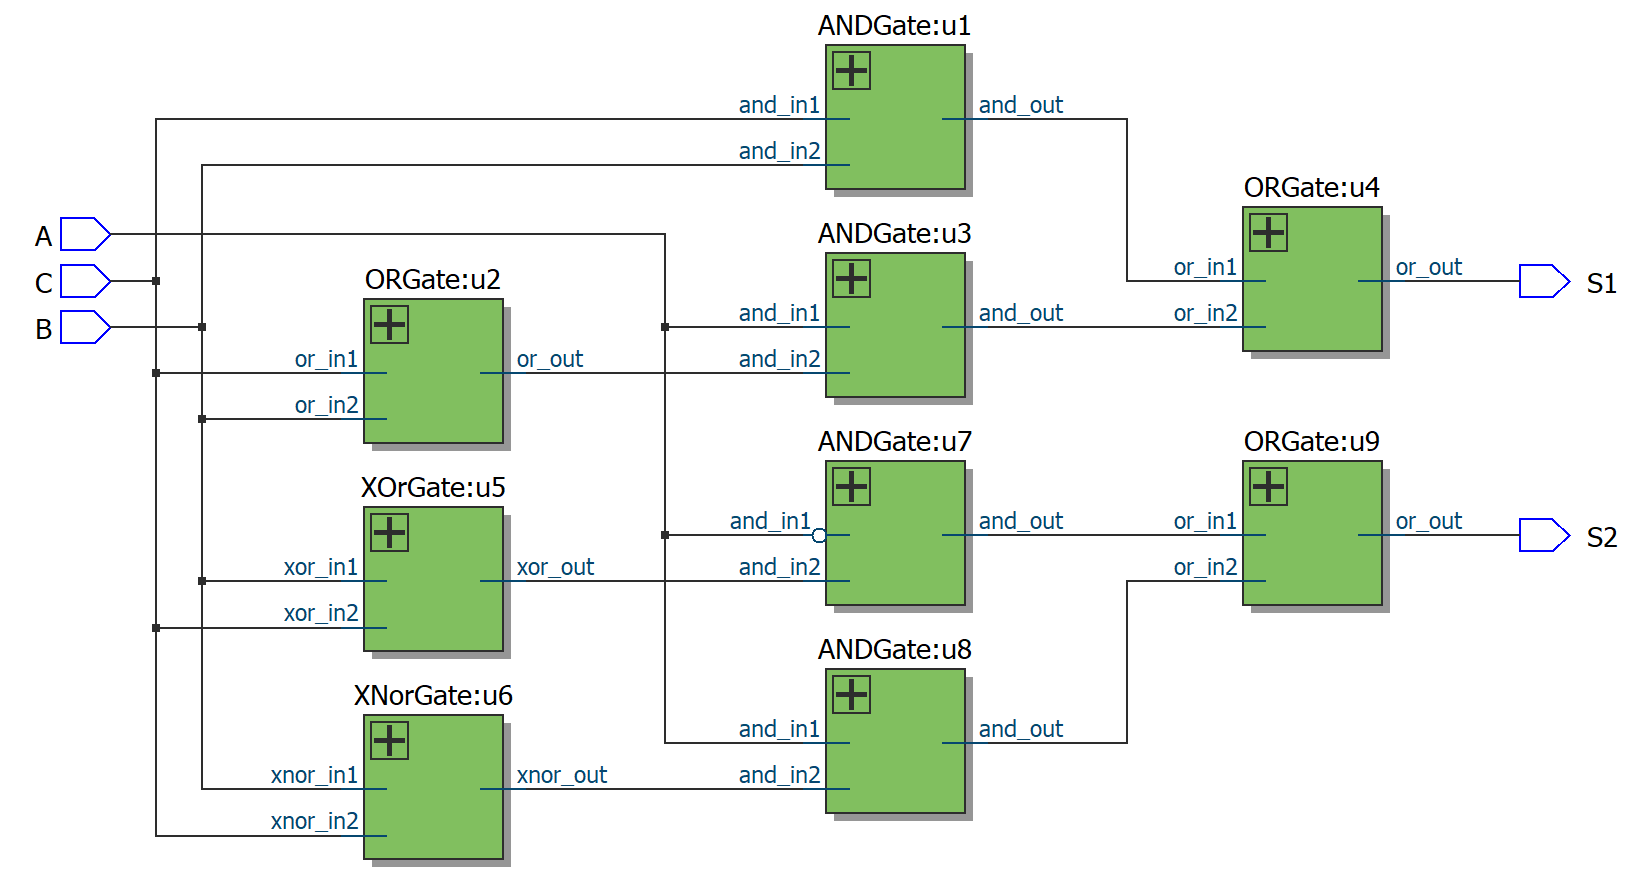 ANDGate:u1
and_in1
and_out
and_in2
ORGate:u4
A
ANDGate:u3
C
ORGate:u2
or_in1
or_out
S1
B
and_in1
and_out
or_in2
or_in1
or_out
and_in2
or_in2
ANDGate:u7
ORGate:u9
XOrGate:u5
and_in1
and_out
or_in1
or_out
S2
xor_in1
xor_out
and_in2
or_in2
xor_in2
ANDGate:u8
XNorGate:u6
and_in1
and_out
xnor_in1
xnor_out
and_in2
xnor_in2